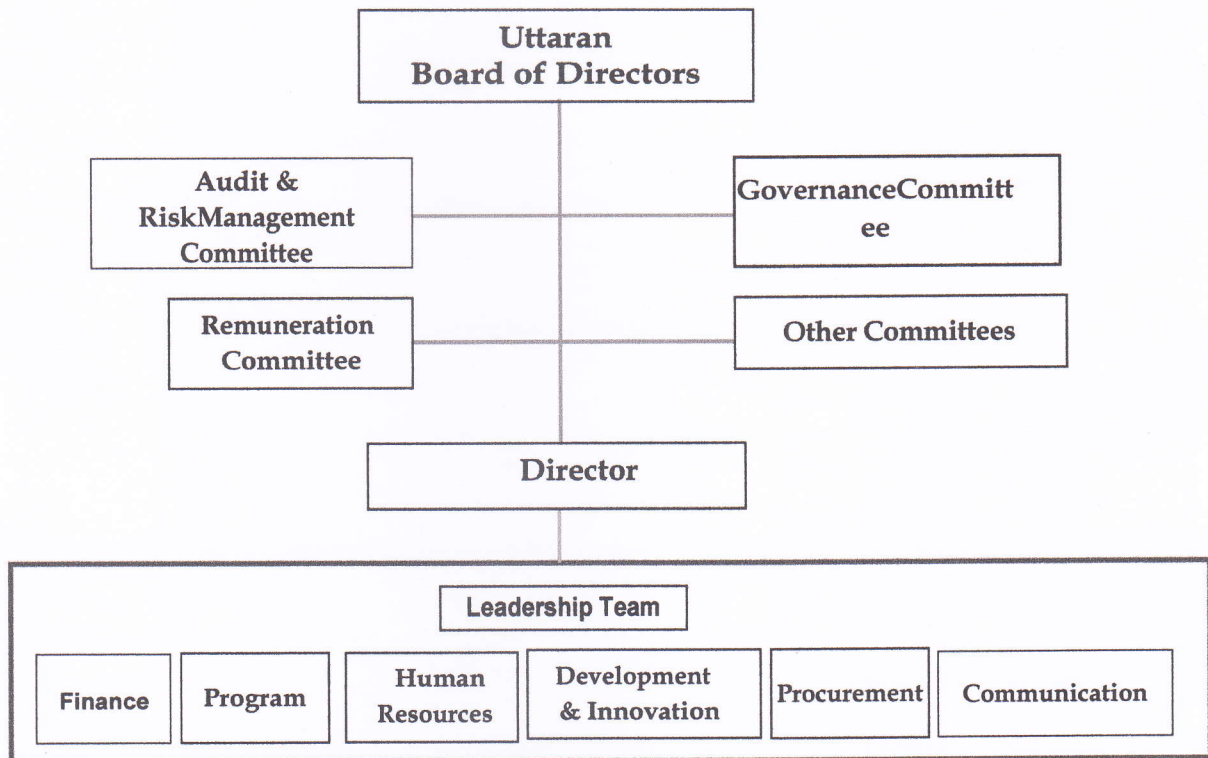 Uttaran
Board of Directors
Audit &
RiskManagement
Committee
GovernanceCommitt
ee
Remuneration
Committee
Other Committees
Director
Leadership Team
Finance
Program
Human
Resources
Development
& Innovation
Procurement
Communication